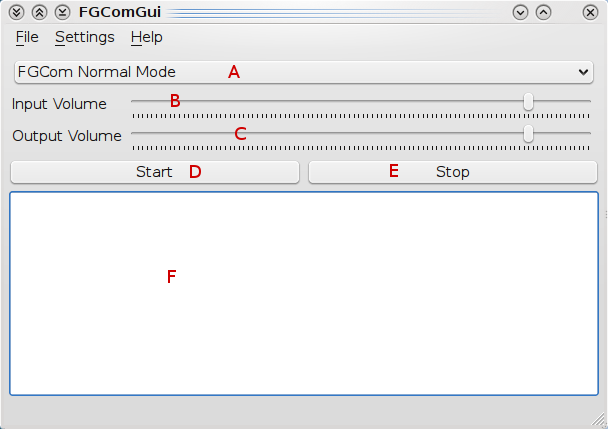 FGComGui
File Settings Help
FGCom Normal Mode A
Input Volume B
Output Volume C
Start D E Stop
F